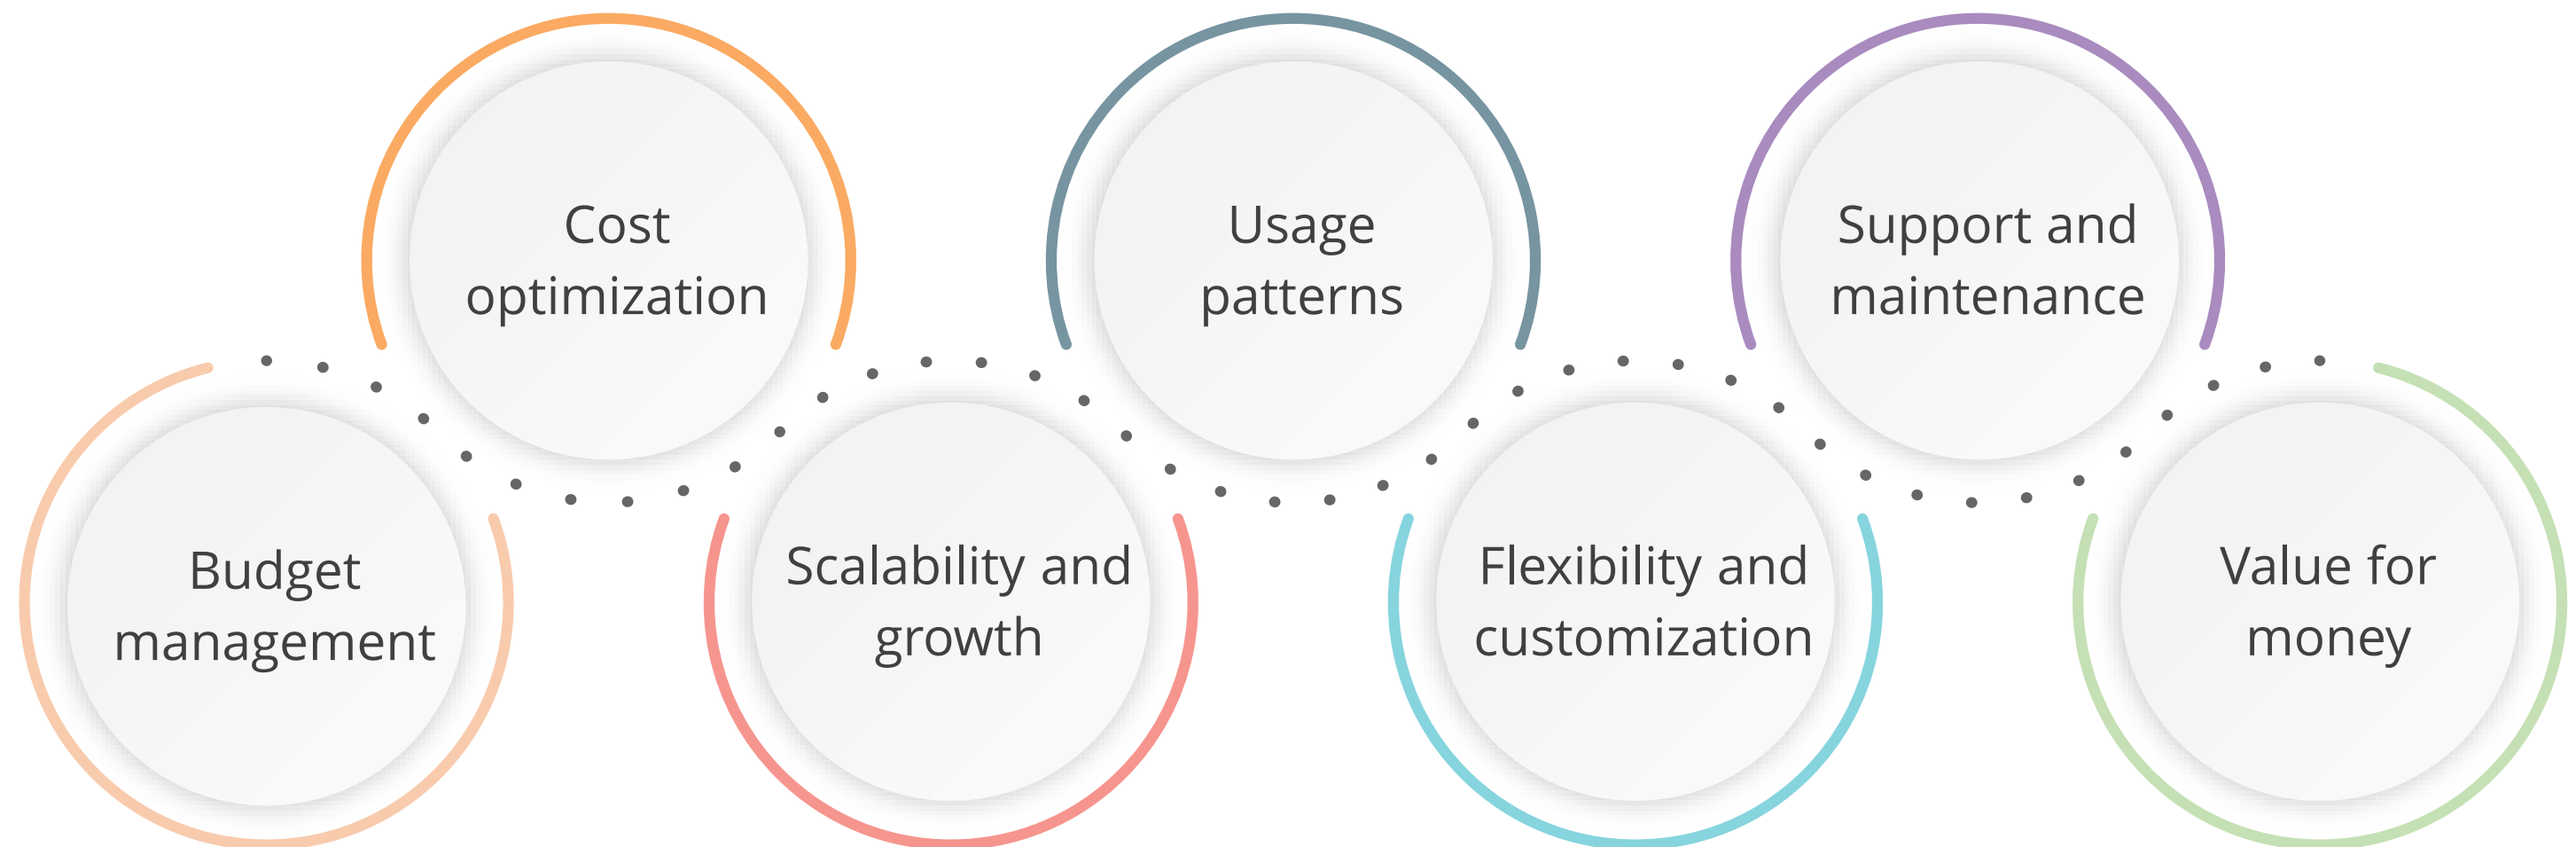 Budget
management
Cost
optimization
Scalability and
growth
Usage
patterns
Flexibility and
customization
Support and
maintenance
Value for
money